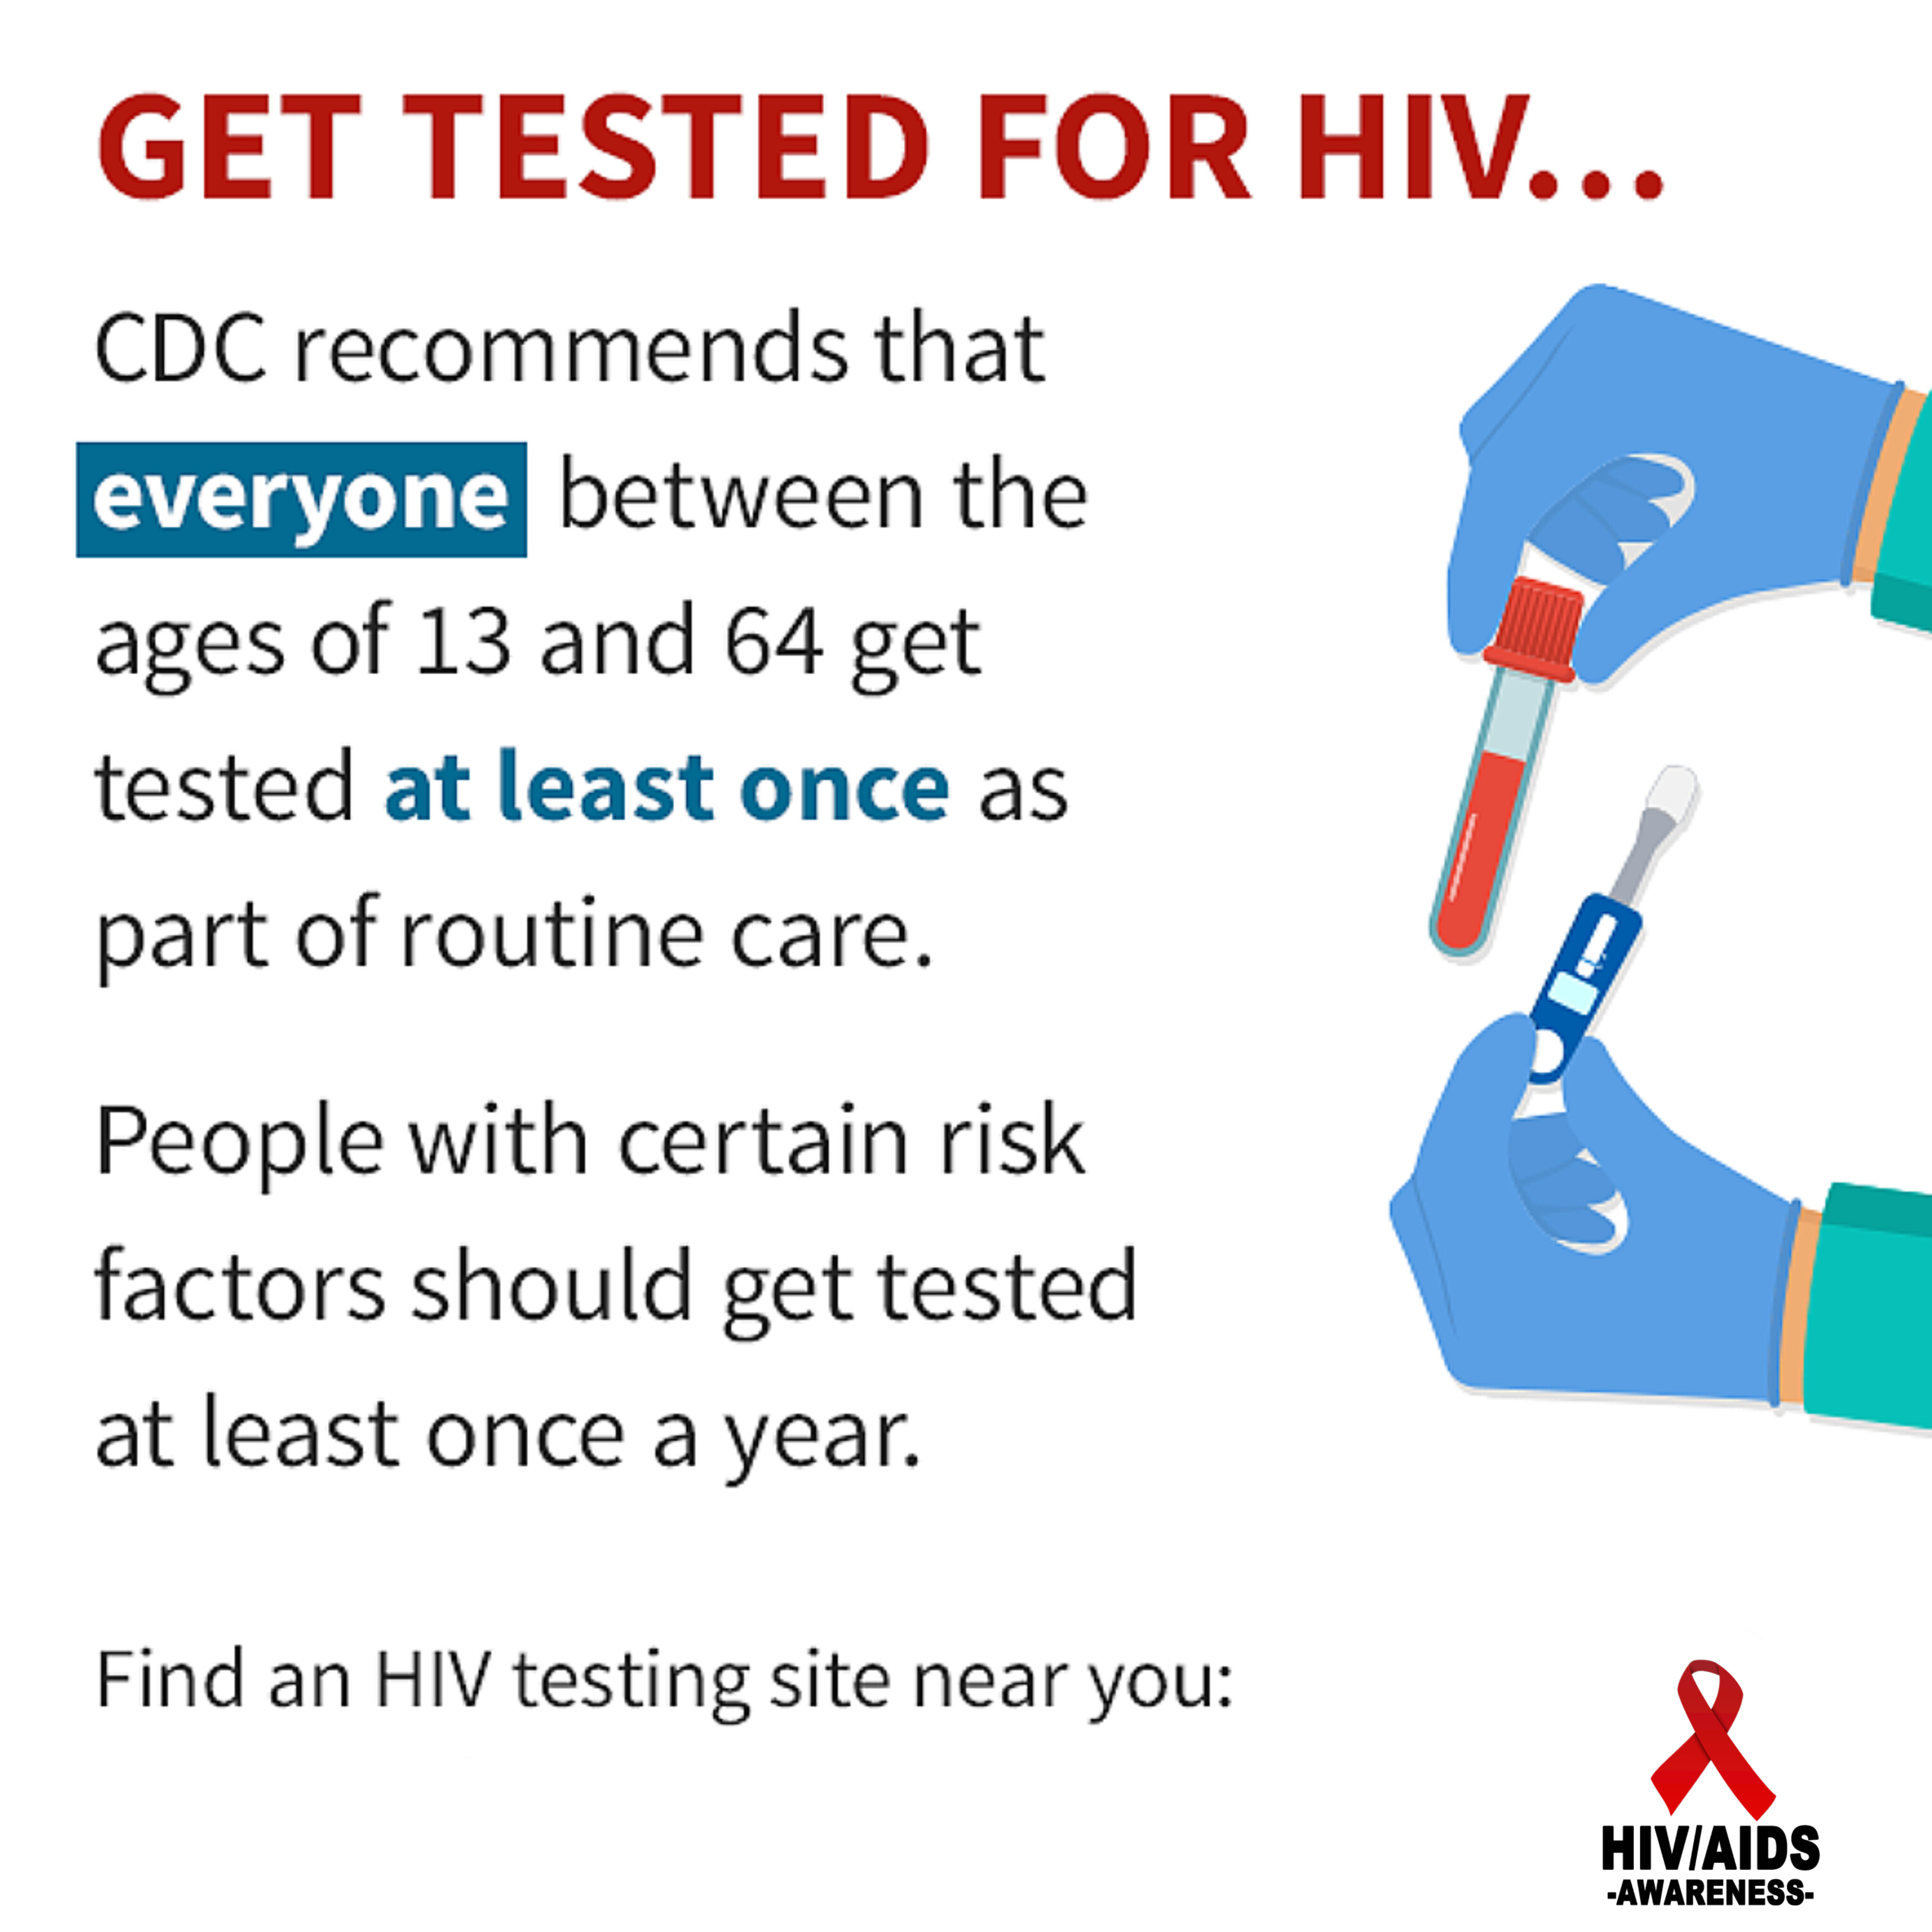 GET TESTED FOR HIV...
CDC recommends that
everyone between the
ages of 13 and 64 get
tested at least once as
part of routine care.
People with certain risk
factors should get tested
at least once a year.
Find an HIV testing site near you:
HIV/AIDS
-AWARENESS-